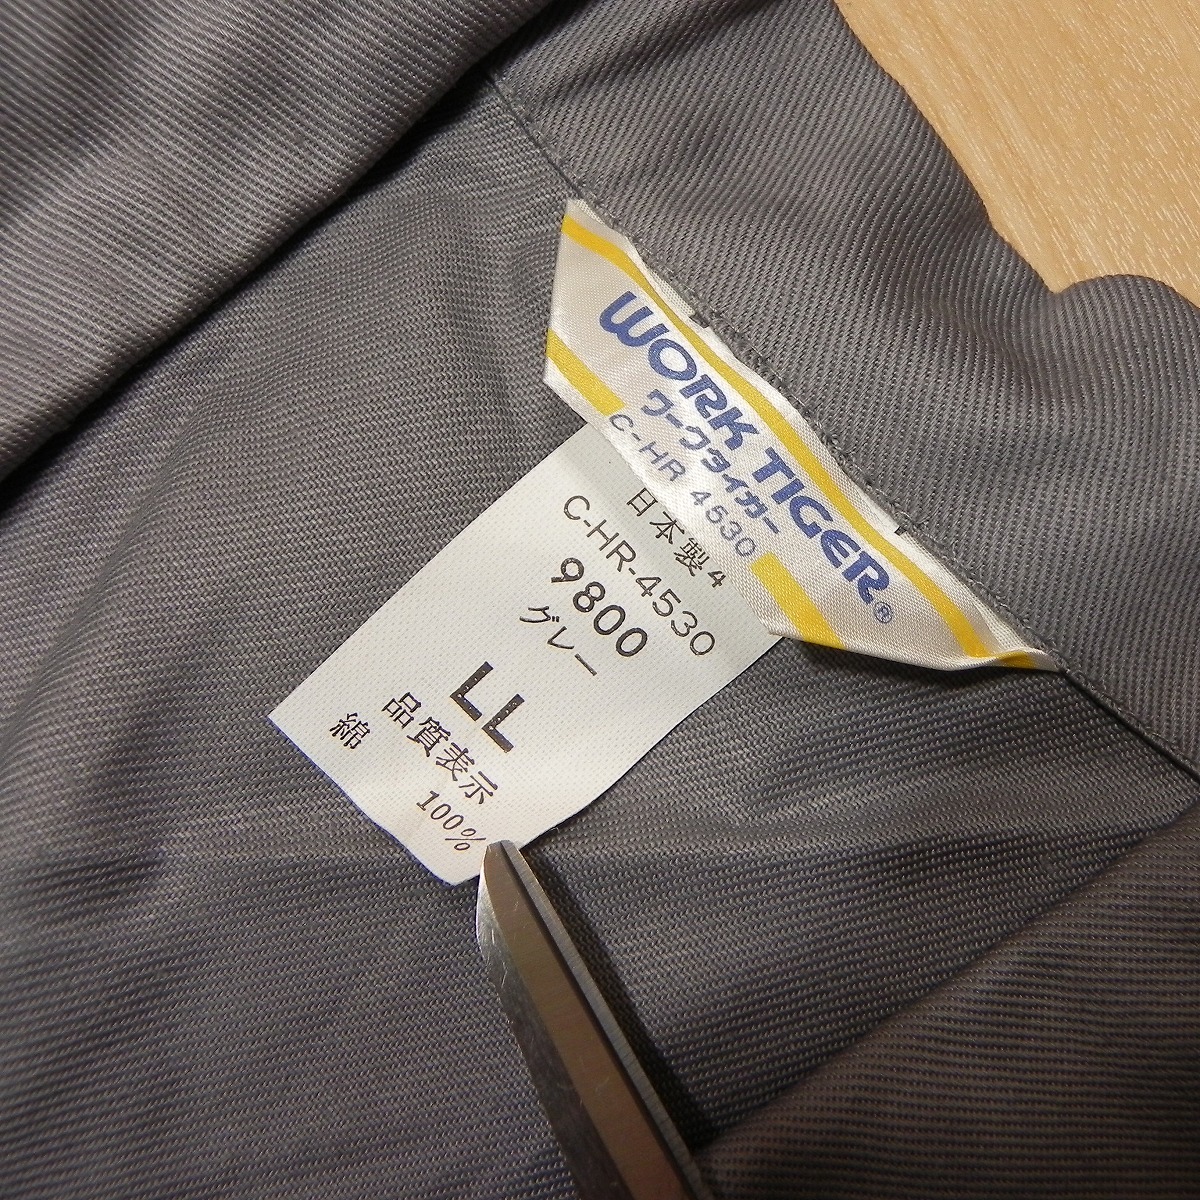 WORK TIGER®
ワークタイガー
C-HR 4530
日本製4
C-HR-4530
9800
グレー
LL
品質表示
綿 100%